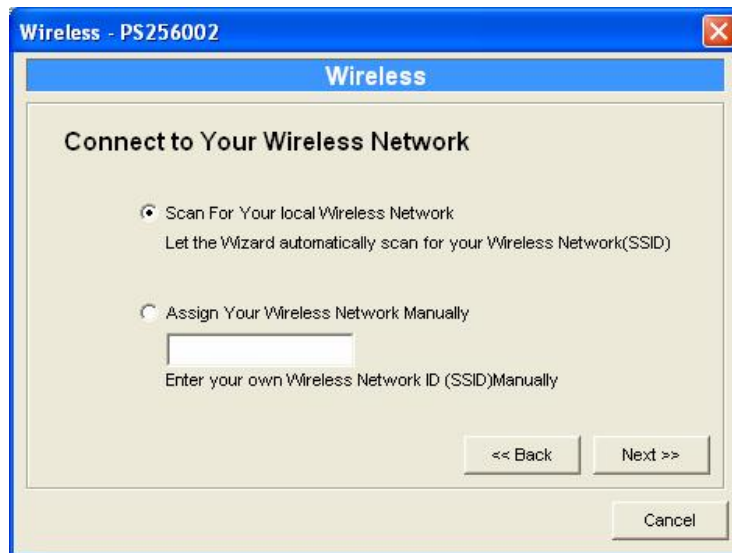 Wireless - PS256002
Wireless
Connect to Your Wireless Network
Scan For Your local Wireless Network
Let the Wizard automatically scan for your Wireless Network(SSID)
Assign Your Wireless Network Manually
Enter your own Wireless Network ID (SSID)Manually
<< Back
Next >>
Cancel